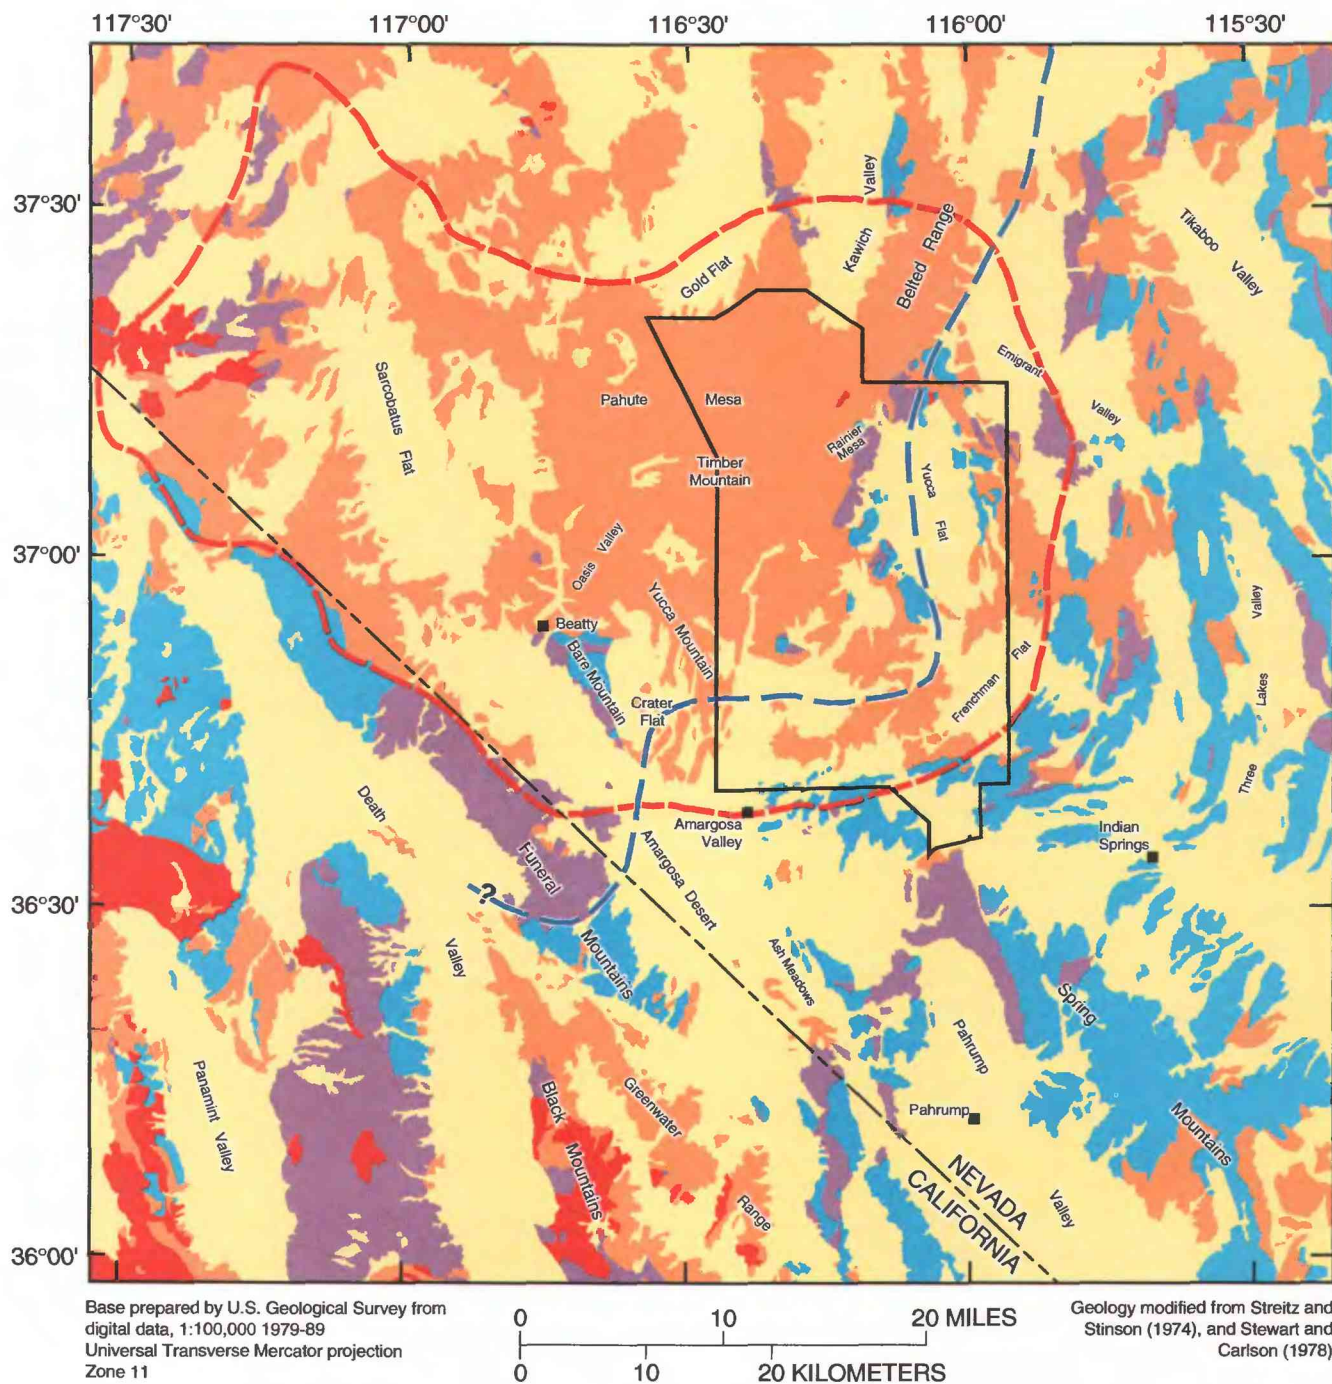 117°30' 117°00' 116°30' 116°00' 115°30'
37°30'
37°00'
36°30'
36°00'
Kawich Valley
Belted Range
Tikaboo Valley
Gold Flat
Emigrant Valley
Sarcobatus Flat
Pahute Mesa
Rainier
Mesa
Timber
Mountain
Yucca Flat
Oasis Valley
Yucca Mountain
Beatty
Bare Mountain
Crater
Flat
Frenchman Flat
Three Lakes Valley
Death Valley
Amargosa
Valley
Indian
Springs
Funeral Mountains
Amargosa Desert
?
Ash Meadows
Spring Mountains
Pahrump Valley
Panamint Valley
Black Mountains
Greenwater Range
Pahrump
NEVADA
CALIFORNIA
Base prepared by U.S. Geological Survey from
digital data, 1:100,000 1979-89
Universal Transverse Mercator projection
Zone 11
0 10 20 MILES
0 10 20 KILOMETERS
Geology modified from Streitz and
Stinson (1974), and Stewart and
Carlson (1978)